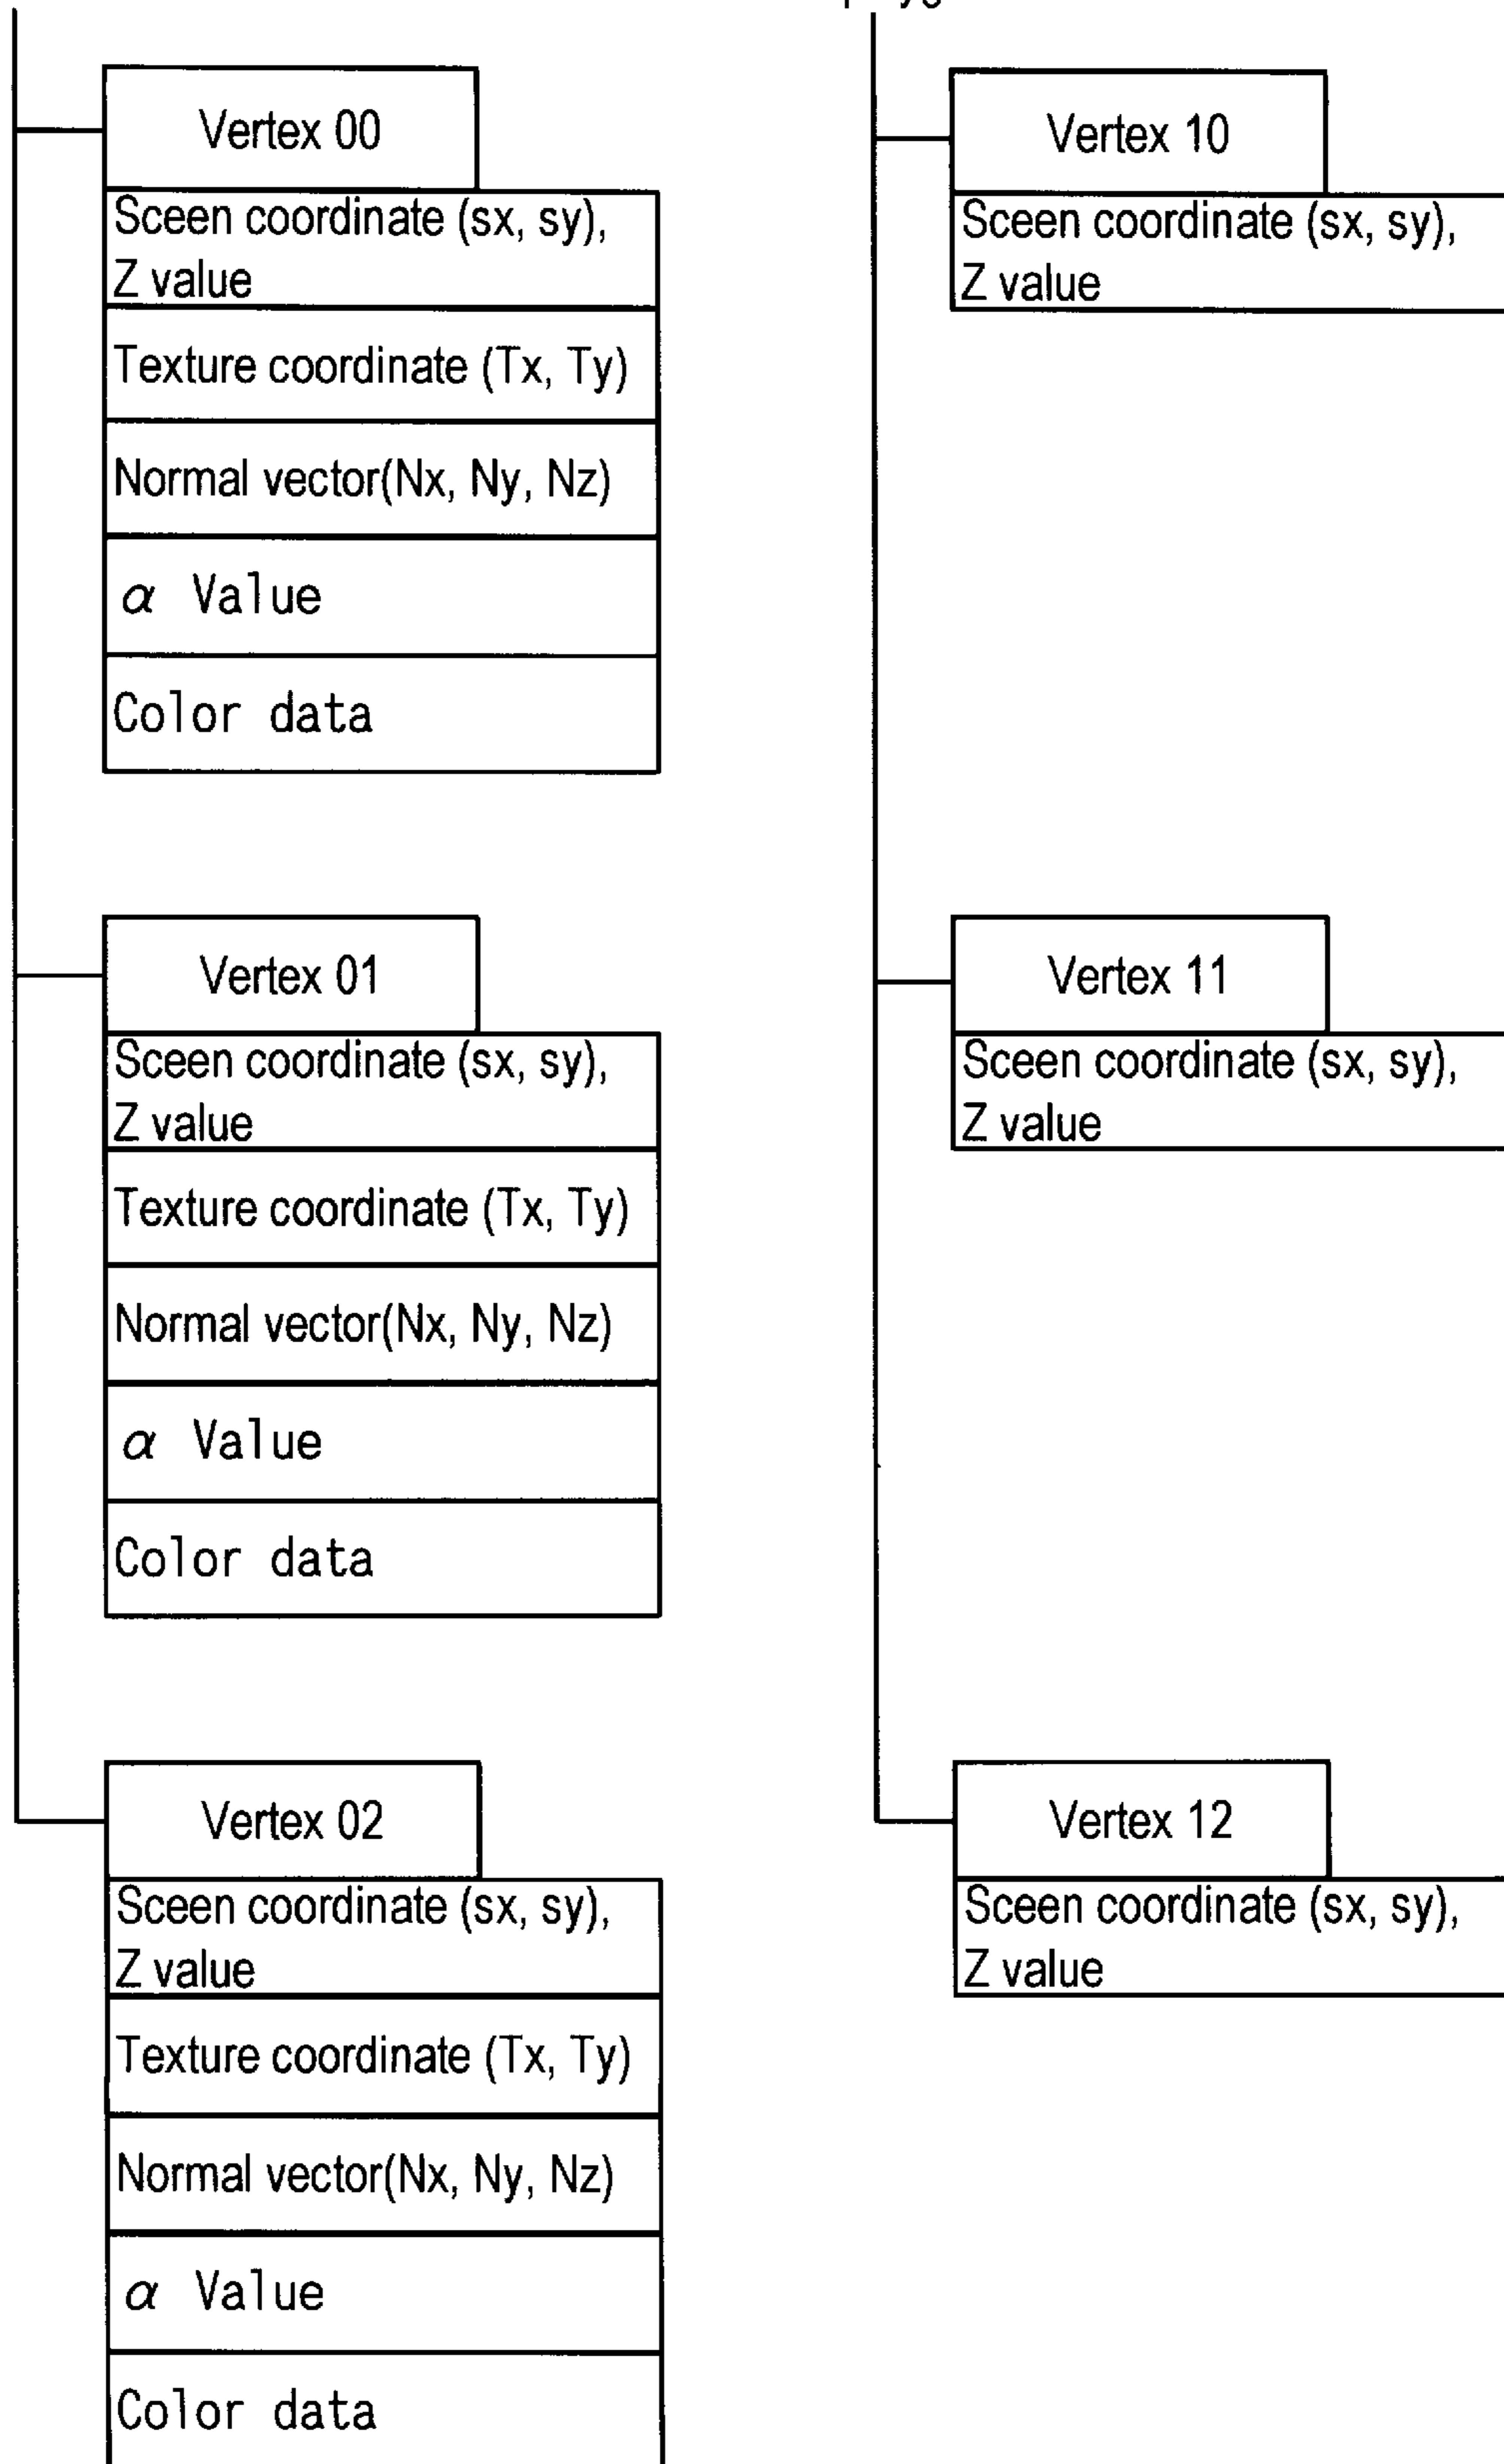 Vertex 00
Sceen coordinate (sx, sy),
Z value
Texture coordinate (Tx, Ty)
Normal vector(Nx, Ny, Nz)
α Value
Color data
Vertex 01
Sceen coordinate (sx, sy),
Z value
Texture coordinate (Tx, Ty)
Normal vector(Nx, Ny, Nz)
α Value
Color data
Vertex 02
Sceen coordinate (sx, sy),
Z value
Texture coordinate (Tx, Ty)
Normal vector(Nx, Ny, Nz)
α Value
Color data
Vertex 10
Sceen coordinate (sx, sy),
Z value
Vertex 11
Sceen coordinate (sx, sy),
Z value
Vertex 12
Sceen coordinate (sx, sy),
Z value